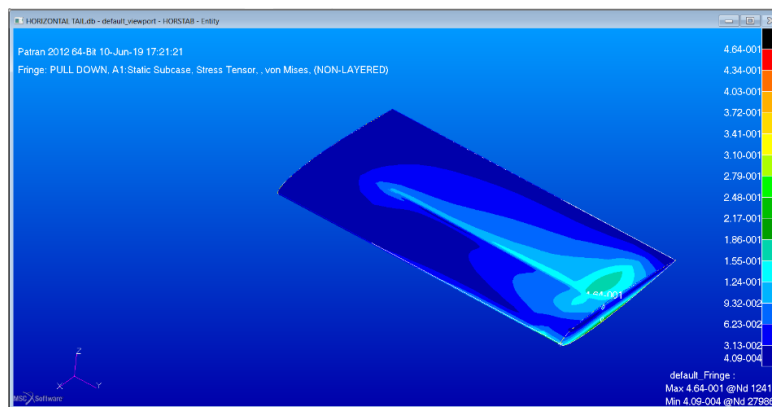 HORIZONTAL TAIL.db - default_viewport - HORSTAB - Entity
Patran 2012 64-Bit 10-Jun-19 17:21:21
Fringe: PULL DOWN, A1:Static Subcase, Stress Tensor, , von Mises, (NON-LAYERED)
4.64-001
4.34-001
4.03-001
3.72-001
3.41-001
3.10-001
2.79-001
2.48-001
2.17-001
1.86-001
1.55-001
1.24-001
9.32-002
6.23-002
3.13-002
4.09-004
4.64-001
Z
X
Y
MSC Software
default_Fringe :
Max 4.64-001 @Nd 1241
Min 4.09-004 @Nd 27986